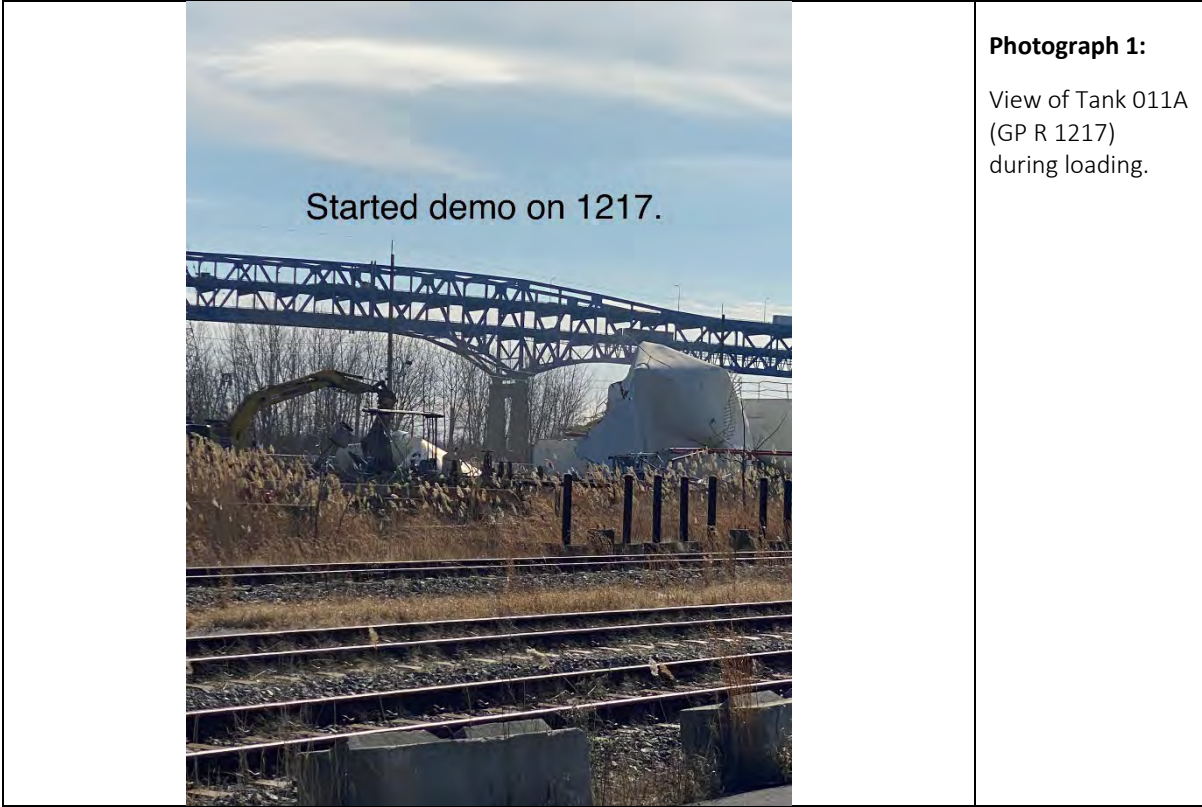 Started demo on 1217.
Photograph 1:
View of Tank 011A
(GP R 1217)
during loading.